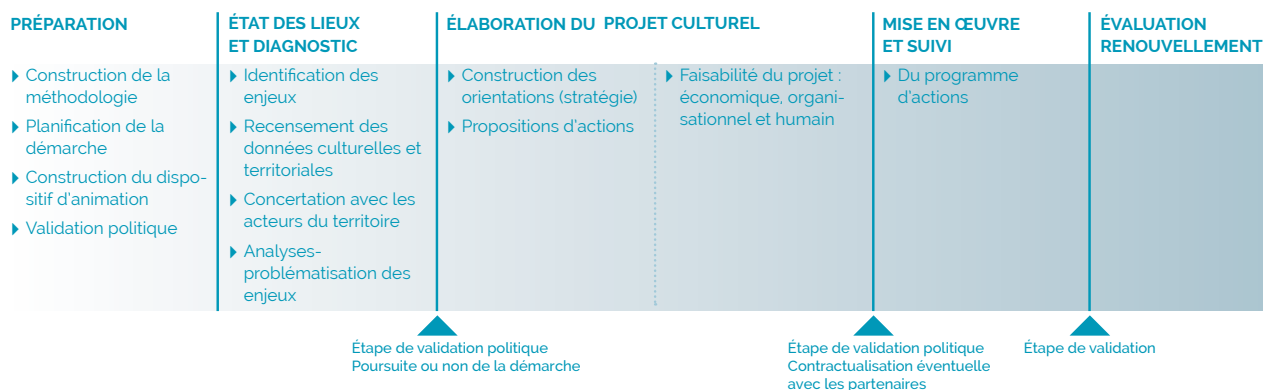 PRÉPARATION
Construction de la
méthodologie
Planification de la
démarche
Construction du dispo-
sitif d'animation
Validation politique
ÉTAT DES LIEUX
ET DIAGNOSTIC
Identification des
enjeux
Recensement des
données culturelles et
territoriales
Concertation avec les
acteurs du territoire
Analyses-
problématisation des
enjeux
ÉLABORATION DU PROJET CULTUREL
Construction des
orientations (stratégie)
Propositions d'actions
Faisabilité du projet :
économique, organi-
sationnel et humain
MISE EN ŒUVRE
ET SUIVI
Du programme
d'actions
ÉVALUATION
RENOUVELLEMENT
Étape de validation politique
Poursuite ou non de la démarche
Étape de validation politique
Contractualisation éventuelle
avec les partenaires
Étape de validation